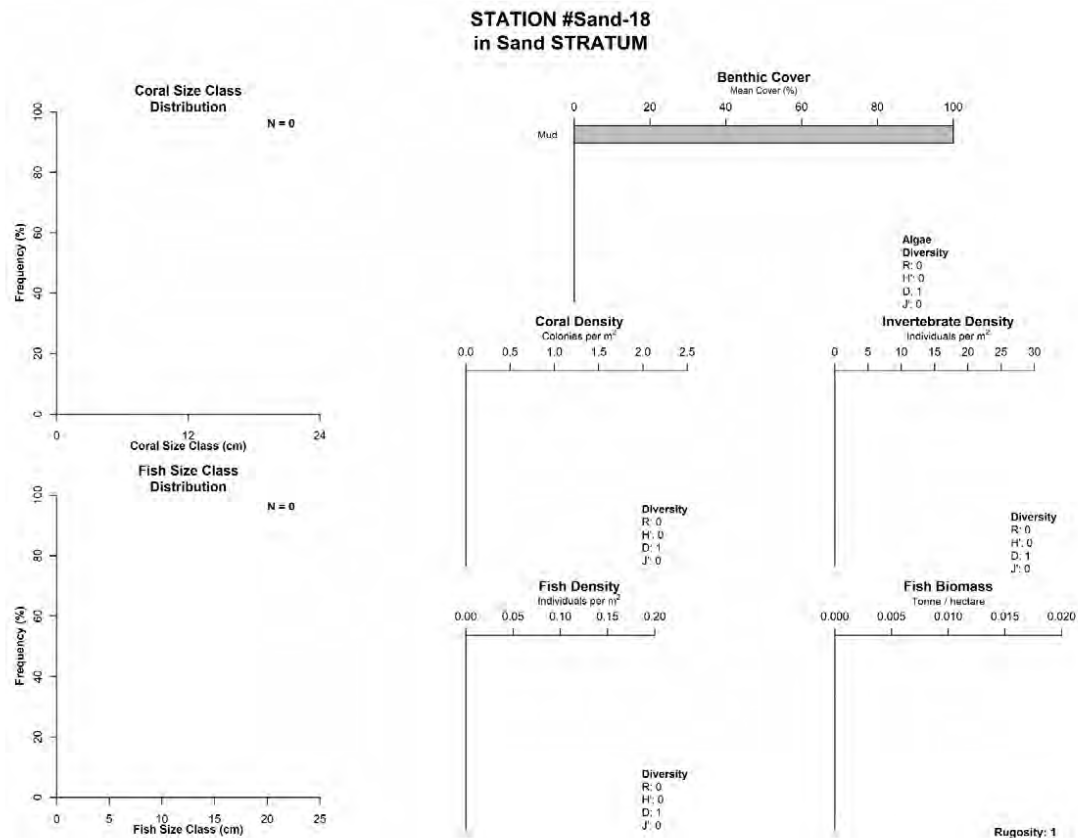 STATION #Sand-18
in Sand STRATUM
Coral Size Class
Distribution
N = 0
100
80
60
40
20
0
Frequency (%)
0 12 24
Coral Size Class (cm)
Benthic Cover
Mean Cover (%)
0 20 40 60 80 100
Mud
Algae
Diversity
R: 0
H': 0
D: 1
J': 0
Coral Density
Colonies per m²
0.0 0.5 1.0 1.5 2.0 2.5
Diversity
R: 0
H': 0
D: 1
J': 0
Invertebrate Density
Individuals per m²
0 5 10 15 20 25 30
Diversity
R: 0
H': 0
D: 1
J': 0
Fish Size Class
Distribution
N = 0
100
80
60
40
20
0
Frequency (%)
0 5 10 15 20 25
Fish Size Class (cm)
Fish Density
Individuals per m²
0.00 0.05 0.10 0.15 0.20
Diversity
R: 0
H': 0
D: 1
J': 0
Fish Biomass
Tonne / hectare
0.000 0.005 0.010 0.015 0.020
Rugosity: 1